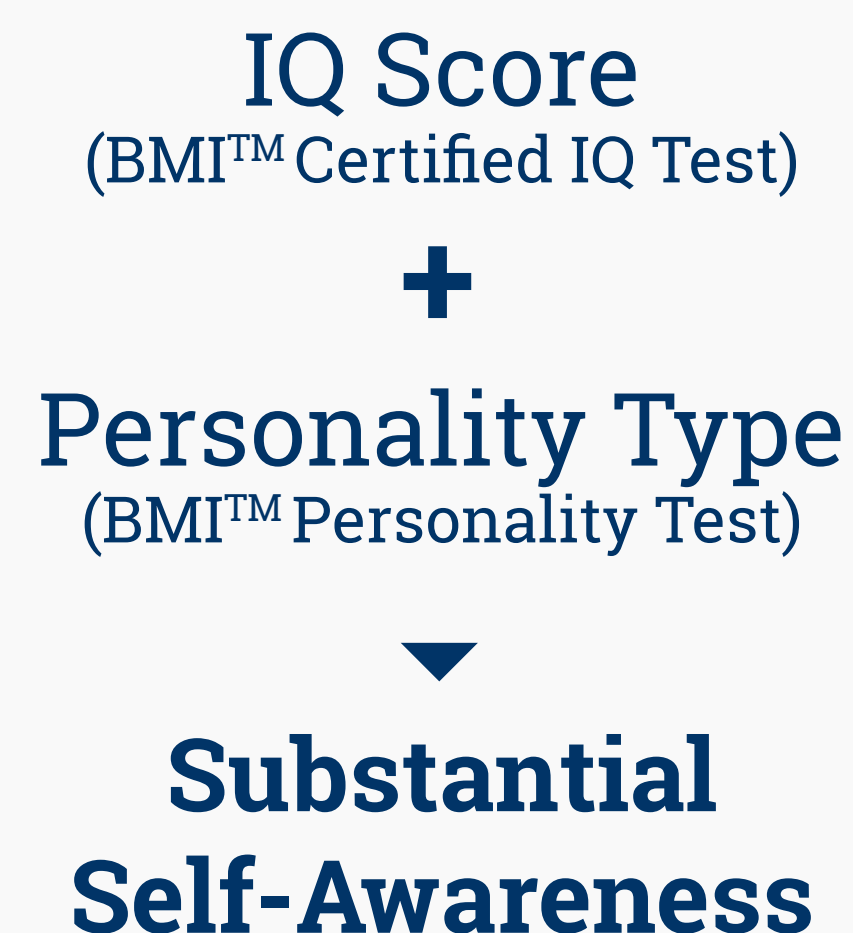 IQ Score
(BMI™ Certified IQ Test)
+
Personality Type
(BMI™ Personality Test)
Substantial
Self-Awareness